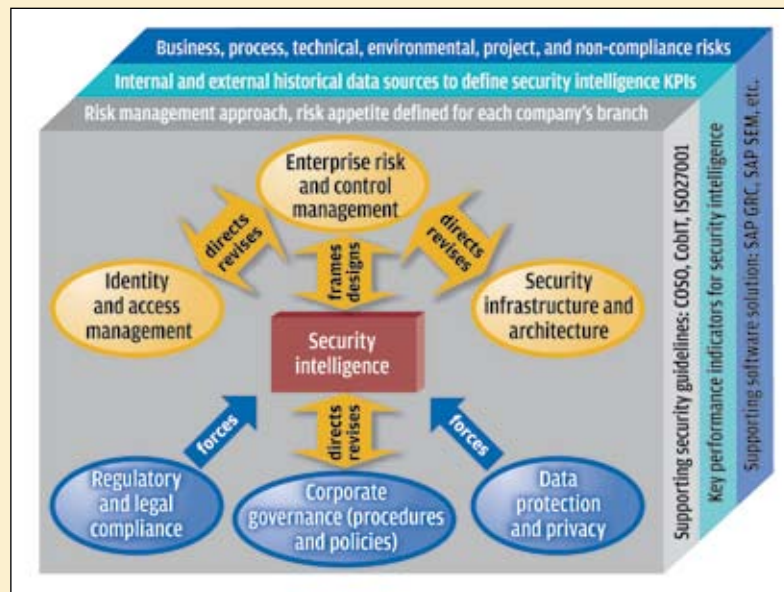 Business, process, technical, environmental, project, and non-compliance risks
Internal and external historical data sources to define security intelligence KPIs
Risk management approach, risk appetite defined for each company's branch
Enterprise risk
and control
management
directs
revises
frames
designs
directs
revises
Identity
and access
management
Security
infrastructure and
architecture
Security
intelligence
forces
directs
revises
forces
Regulatory
and legal
compliance
Corporate
governance (procedures
and policies)
Data
protection
and privacy
Supporting security guidelines: COSO, CobIT, ISO27001
Key performance indicators for security intelligence
Supporting software solution: SAP GRC, SAP SEM, etc.